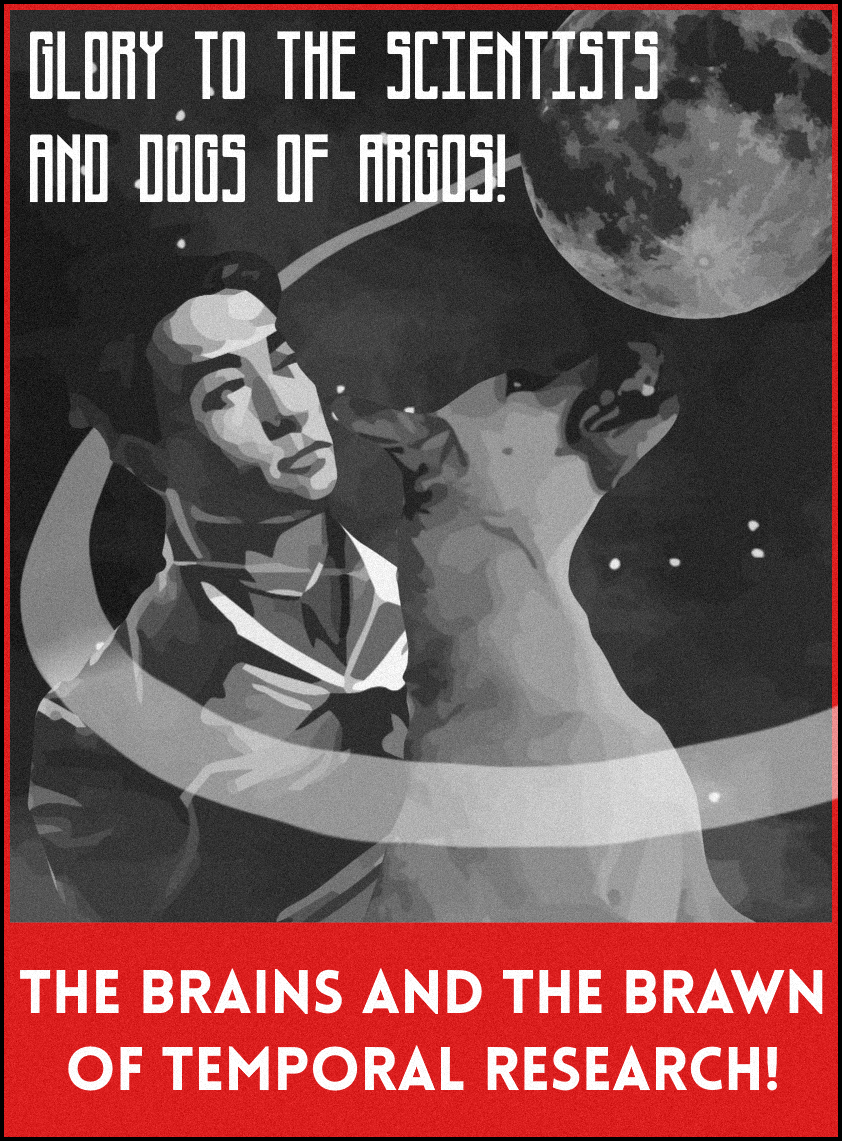 GLORY TO THE SCIENTISTS
AND DOGS OF ARGOS!
THE BRAINS AND THE BRAWN
OF TEMPORAL RESEARCH!